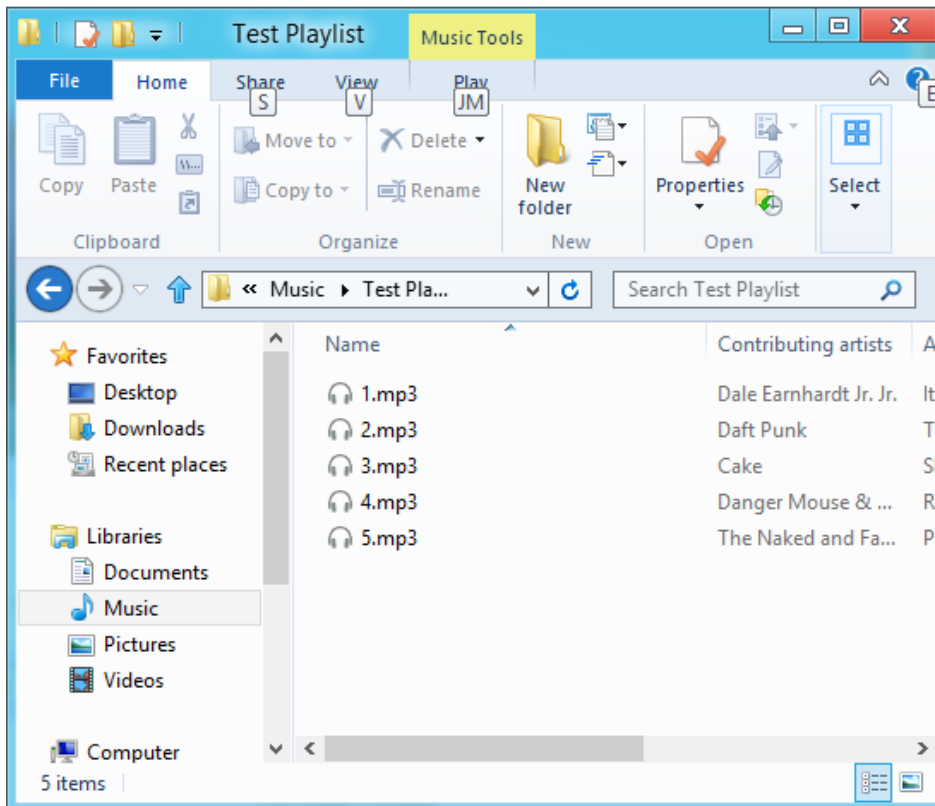 Test Playlist
Music Tools
File Home Share View Play
S V JM E
Copy
Paste
W...
Move to
Copy to
Delete
Rename
New folder
Properties
Select
Clipboard Organize New Open
« Music Test Pla... Search Test Playlist
Favorites
Desktop
Downloads
Recent places
Libraries
Documents
Music
Pictures
Videos
Computer
Name Contributing artists A
1.mp3 Dale Earnhardt Jr. Jr. It
2.mp3 Daft Punk T
3.mp3 Cake
4.mp3 Danger Mouse & ... R
5.mp3 The Naked and Fa... P
5 items